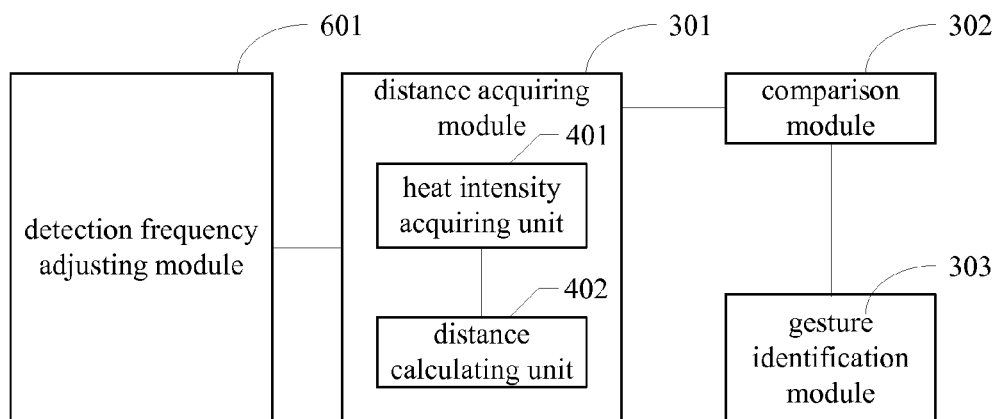 601
301
302
detection frequency
adjusting module
distance acquiring
module
401
heat intensity
acquiring unit
402
distance
calculating unit
comparison
module
303
gesture
identification
module